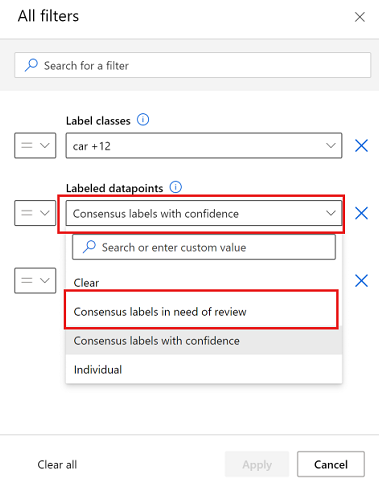 All filters
Search for a filter
Label classes
car +12
Labeled datapoints
Consensus labels with confidence
Search or enter custom value
Clear
Consensus labels in need of review
Consensus labels with confidence
Individual
Clear all
Apply
Cancel